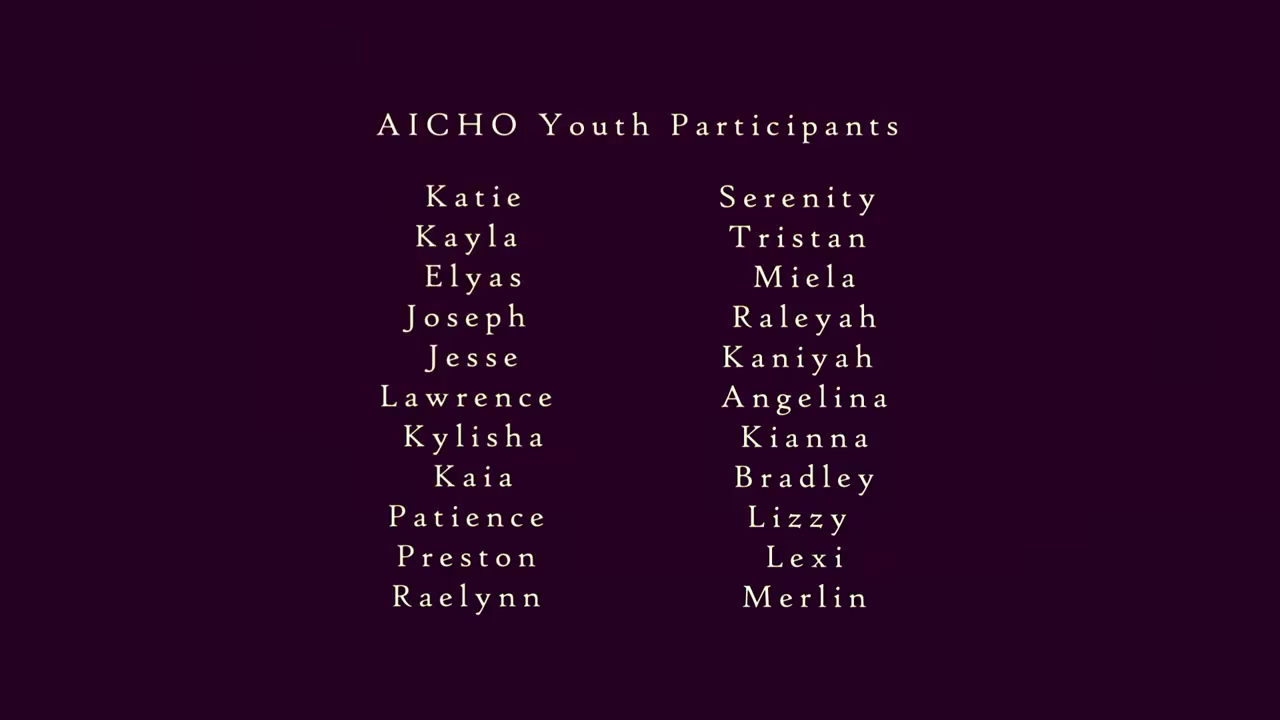 AICHO Youth Participants
Katie
Kayla
Elyas
Joseph
Jesse
Lawrence
Kylisha
Kaia
Patience
Preston
Raelynn
Serenity
Tristan
Miela
Raleyah
Kaniyah
Angelina
Kianna
Bradley
Lizzy
Lexi
Merlin